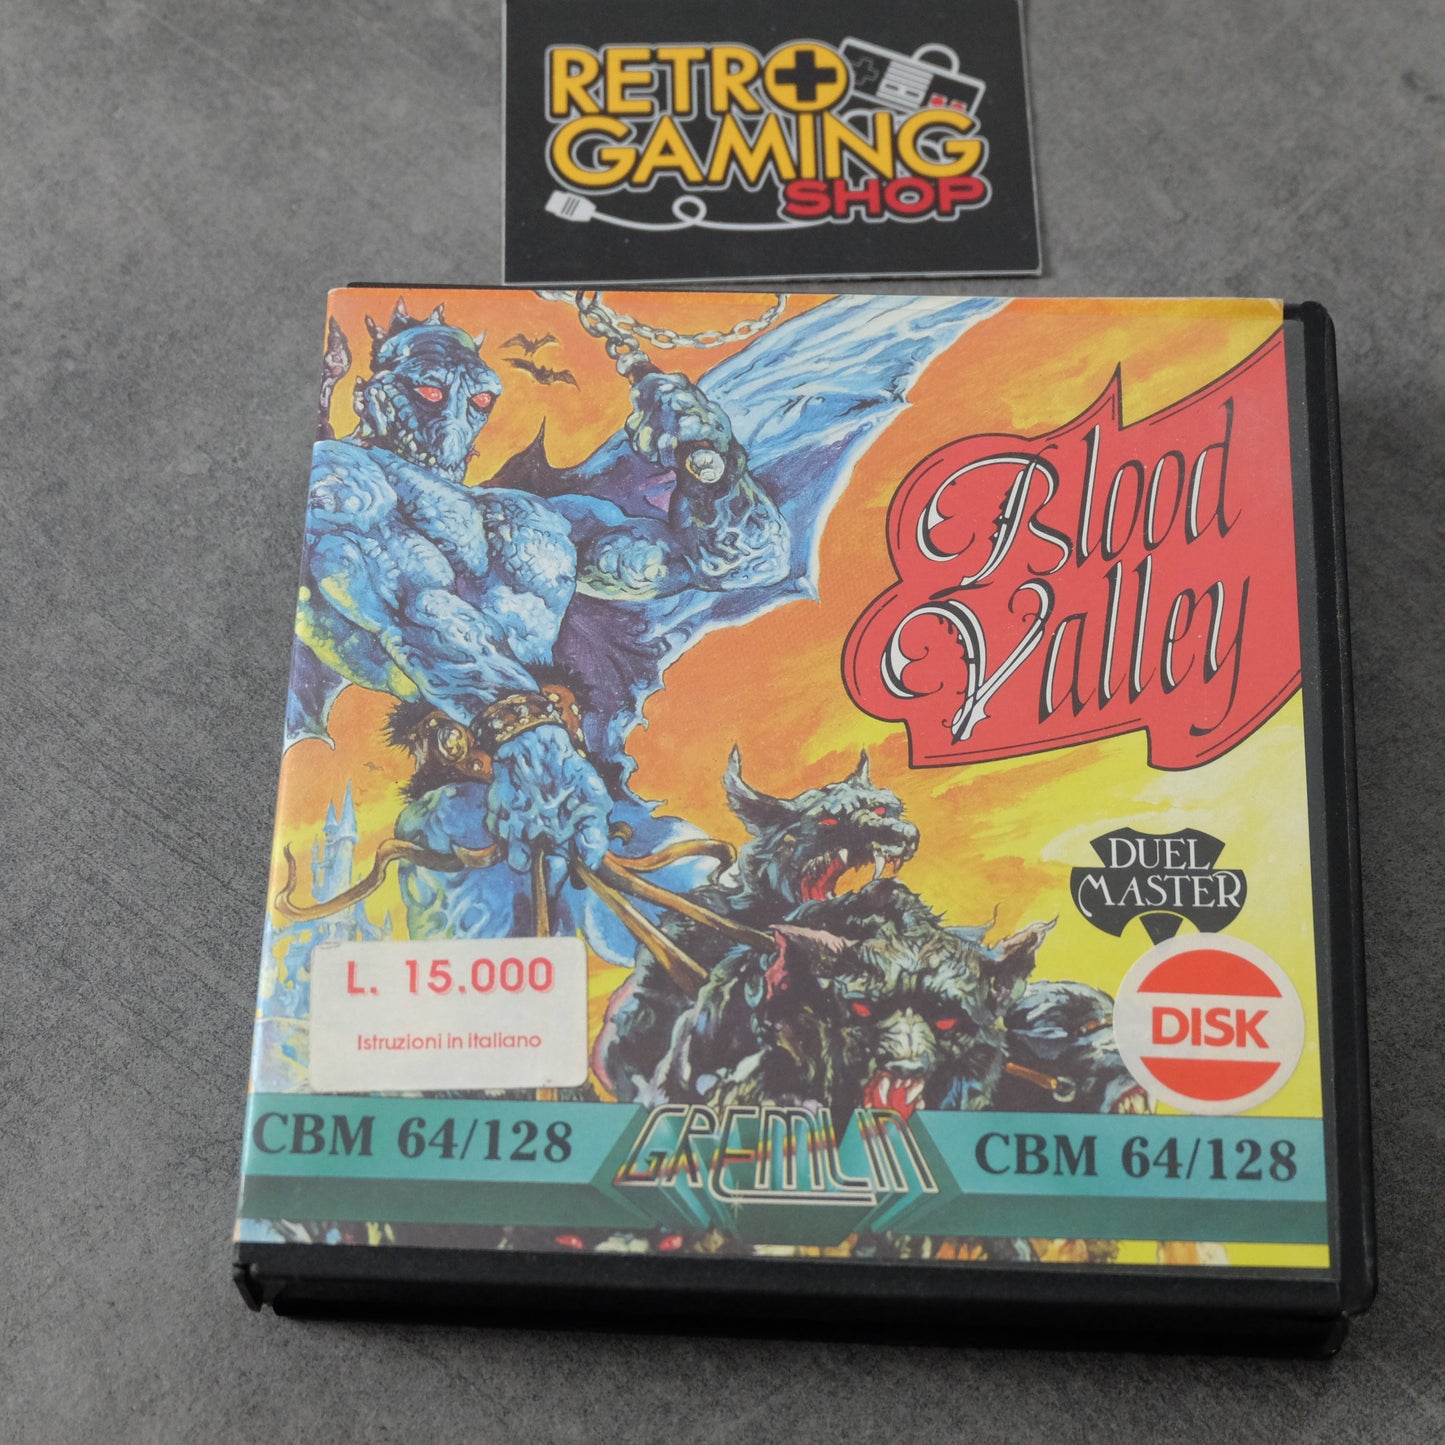 RETRO
GAMING
SHOP
Blood
Valley
DUEL
MASTER
L. 15.000
Istruzioni in italiano
DISK
CBM 64/128
GREMLIN
CBM 64/128